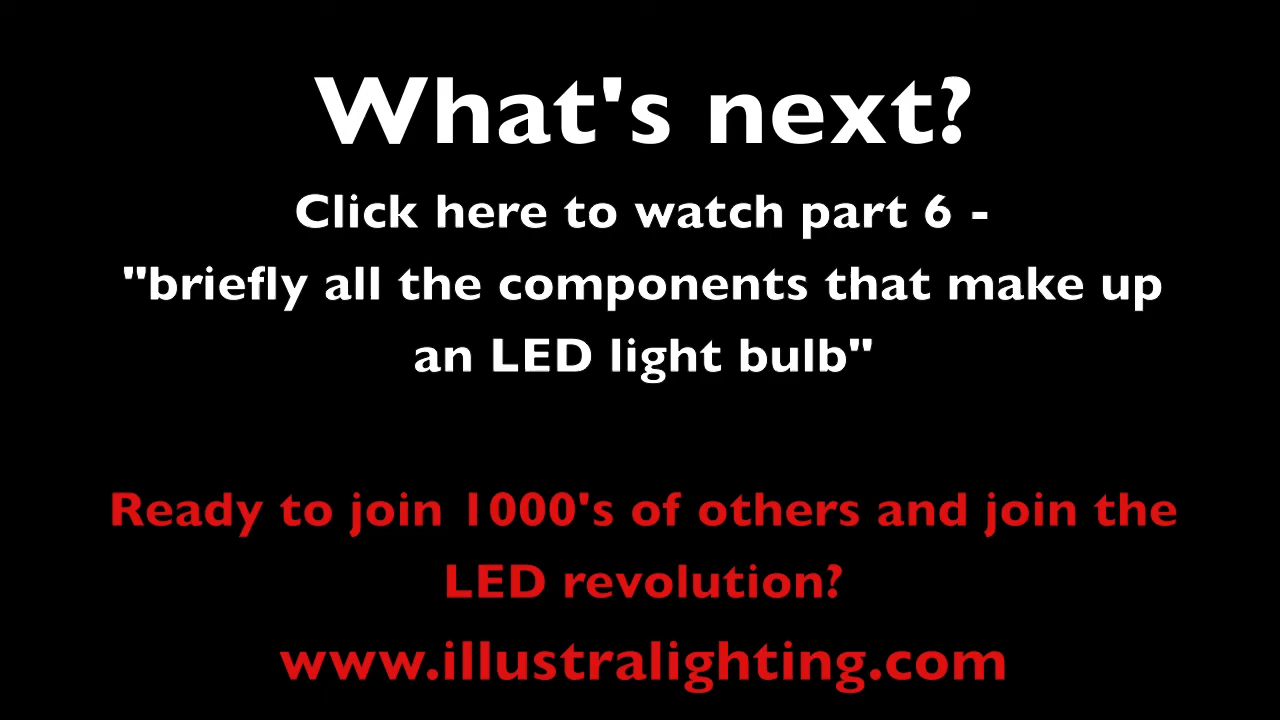 What's next?
Click here to watch part 6 -
"briefly all the components that make up
an LED light bulb"
Ready to join 1000's of others and join the
LED revolution?
www.illustralighting.com